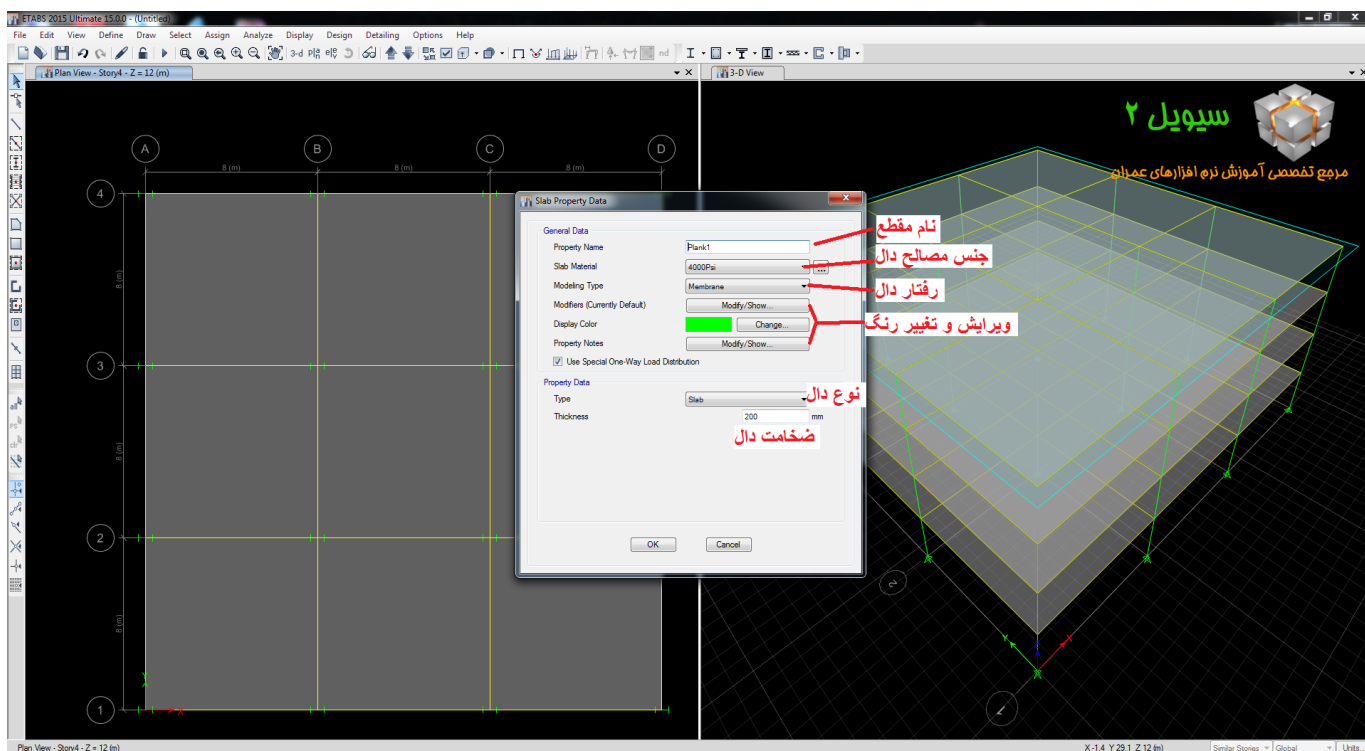 ETABS 2015 Ultimate 15.0.0 - (Untitled)
File Edit View Define Draw Select Assign Analyze Display Design Detailing Options Help
3-d
nd
Plan View - Story4 - Z = 12 (m)
3-D View
سیویل ۲
مرجع تخصصی آموزش نرم افزارهای عمران
A B C D
8 (m) 8 (m) 8 (m)
4
8 (m)
3
8 (m)
2
8 (m)
1
X
Y
Slab Property Data
General Data
Property Name Plank1
نام مقطع
Slab Material 4000Psi ...
جنس مصالح دال
Modeling Type Membrane
رفتار دال
Modifiers (Currently Default) Modify/Show...
Display Color Change...
ویرایش و تغییر رنگ
Property Notes Modify/Show...
Use Special One-Way Load Distribution
Property Data
Type Slab
نوع دال
Thickness 200 mm
ضخامت دال
OK Cancel
2
Y X
1
Plan View - Story4 - Z = 12 (m)
X -1.4 Y 29.1 Z 12 (m) Similar Stories Global Units...